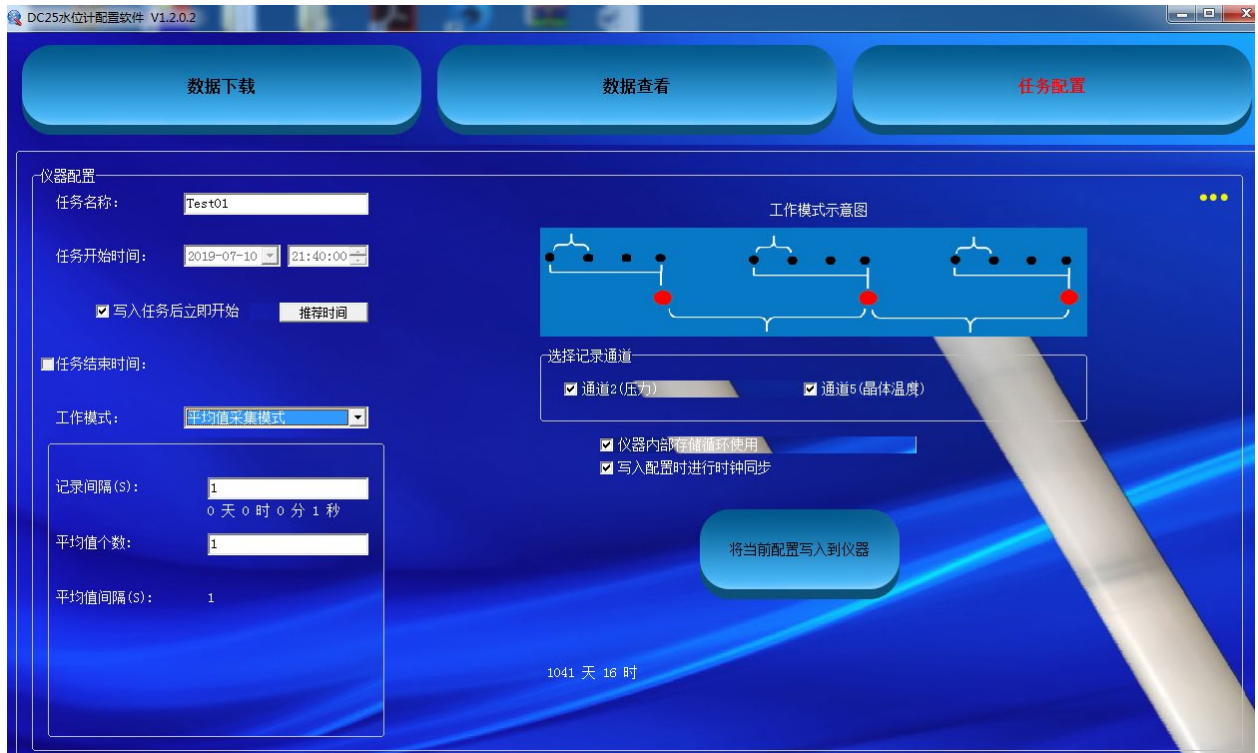 DC25水位计配置软件 V1.2.0.2
数据下载 数据查看 任务配置
仪器配置
任务名称： Test01
任务开始时间： 2019-07-10 21:40:00
写入任务后立即开始 推荐时间
任务结束时间：
工作模式： 平均值采集模式
记录间隔(S)： 1
0 天 0 时 0 分 1 秒
平均值个数： 1
平均值间隔(S)： 1
工作模式示意图
选择记录通道
通道2(压力) 通道5(晶体温度)
仪器内部存储循环使用
写入配置时进行时钟同步
将当前配置写入到仪器
1041 天 16 时